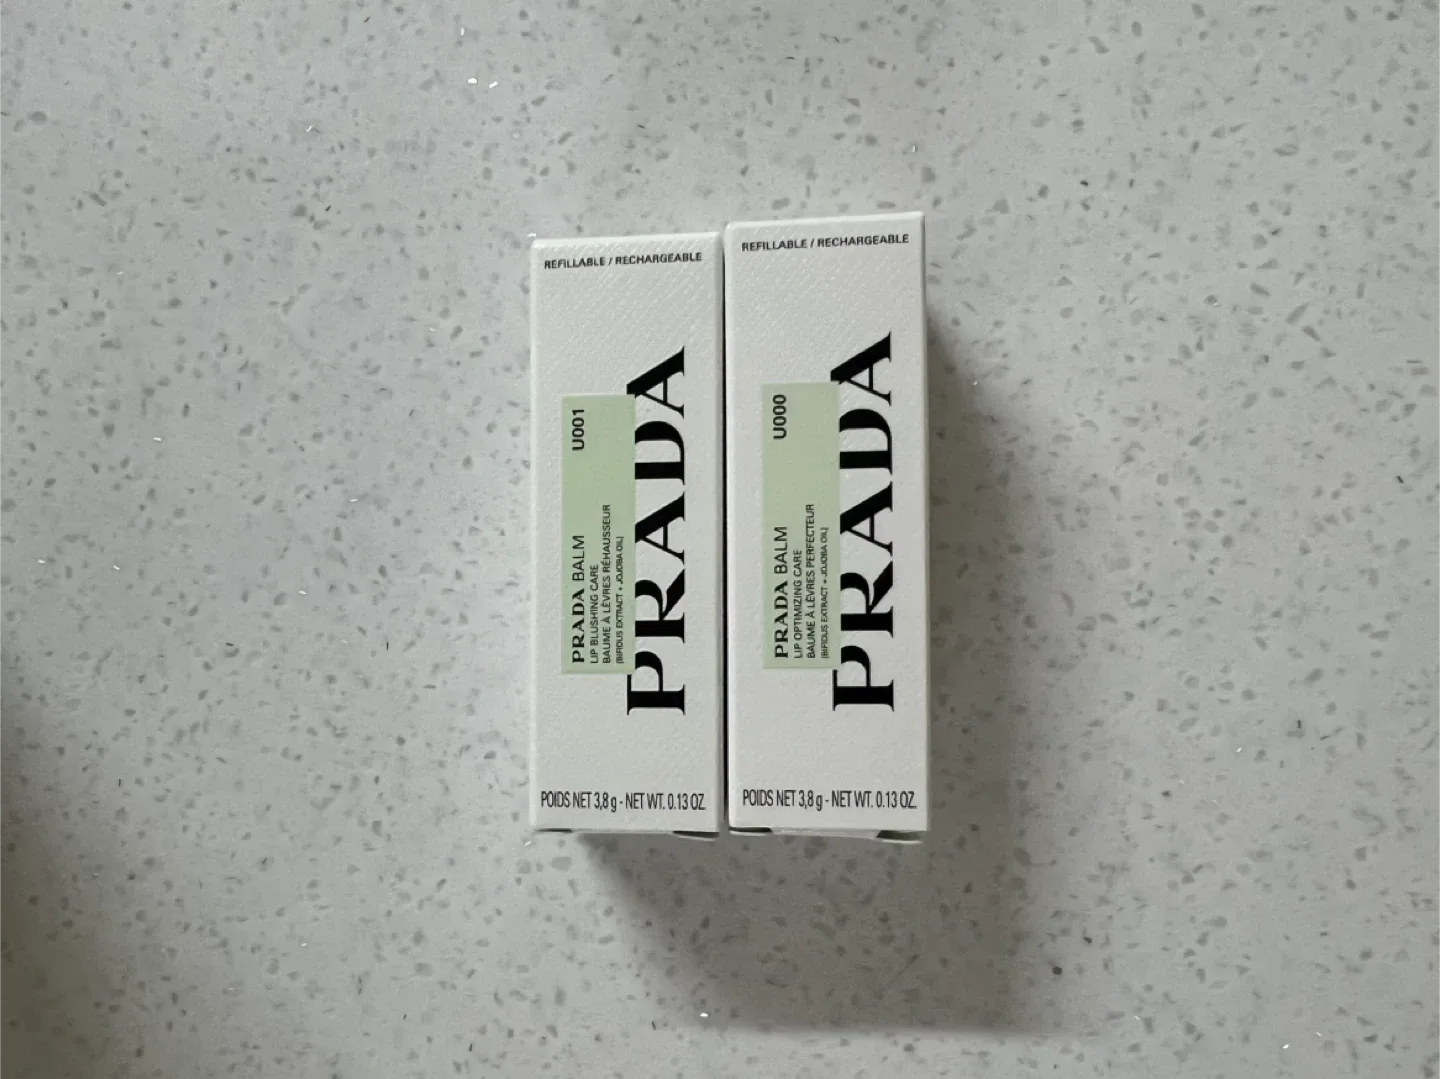 REFILLABLE / RECHARGEABLE
PRADA
U001
PRADA BALM
LIP BLUSHING CARE
BAUME À LÈVRES RÉHAUSSEUR
(BIFIDUS EXTRACT + JOJOBA OIL)
POIDS NET 3,8 g - NET WT. 0.13 OZ.
REFILLABLE / RECHARGEABLE
PRADA
U000
PRADA BALM
LIP OPTIMIZING CARE
BAUME À LÈVRES PERFECTEUR
(BIFIDUS EXTRACT + JOJOBA OIL)
POIDS NET 3,8 g - NET WT. 0.13 OZ.